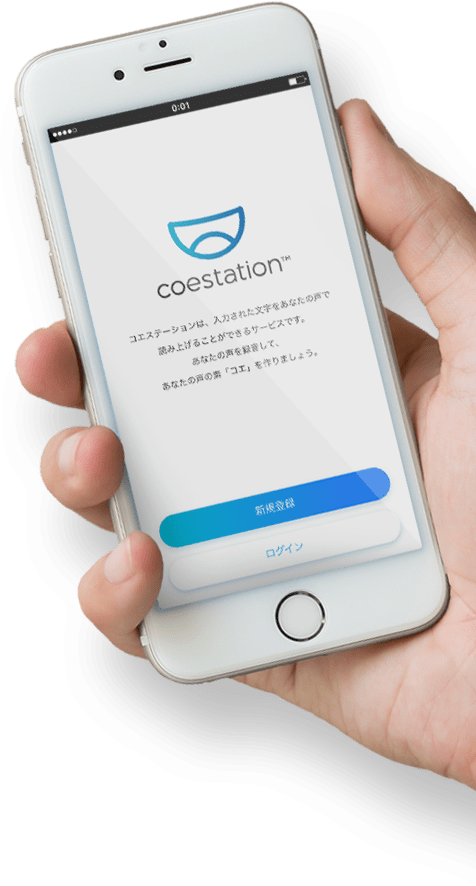 0:01
coestation™
コエステーションは、入力された文字をあなたの声で
読み上げることができるサービスです。
あなたの声を録音して、
あなたの声の素「コエ」を作りましょう。
新規登録
ログイン